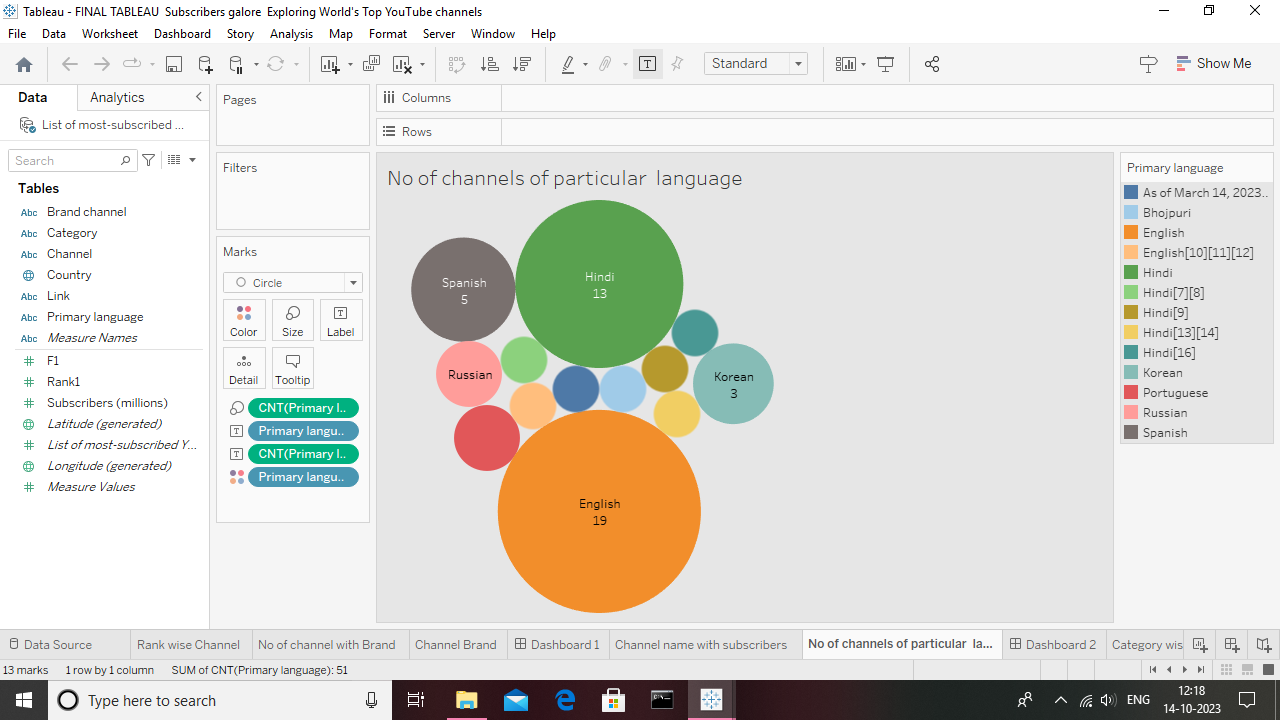 Tableau - FINAL TABLEAU  Subscribers galore  Exploring World's Top YouTube channels
File Data Worksheet Dashboard Story Analysis Map Format Server Window Help
Standard
Show Me
Data Analytics
List of most-subscribed ...
Search
Tables
Abc Brand channel
Abc Category
Abc Channel
Country
Abc Link
Abc Primary language
Abc Measure Names
F1
Rank1
Subscribers (millions)
Latitude (generated)
List of most-subscribed Y...
Longitude (generated)
Measure Values
Pages
Filters
Marks
Circle
Color Size Label
Detail Tooltip
CNT(Primary l..
Primary langu..
CNT(Primary l..
Primary langu..
Columns
Rows
No of channels of particular  language
Hindi
13
Spanish
5
Russian
Korean
3
English
19
Primary language
As of March 14, 2023..
Bhojpuri
English
English[10][11][12]
Hindi
Hindi[7][8]
Hindi[9]
Hindi[13][14]
Hindi[16]
Korean
Portuguese
Russian
Spanish
Data Source Rank wise Channel No of channel with Brand Channel Brand Dashboard 1 Channel name with subscribers No of channels of particular  la... Dashboard 2 Category wis
13 marks 1 row by 1 column SUM of CNT(Primary language): 51
Type here to search
ENG
12:18
14-10-2023